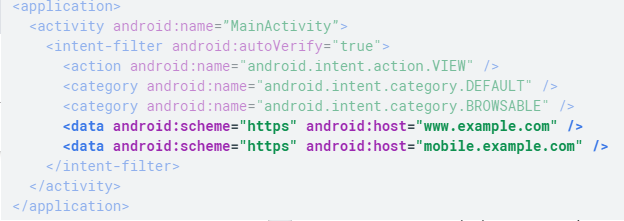 <application>
<activity android:name="MainActivity">
<intent-filter android:autoVerify="true">
<action android:name="android.intent.action.VIEW" />
<category android:name="android.intent.category.DEFAULT" />
<category android:name="android.intent.category.BROWSABLE" />
<data android:scheme="https" android:host="www.example.com" />
<data android:scheme="https" android:host="mobile.example.com" />
</intent-filter>
</activity>
</application>